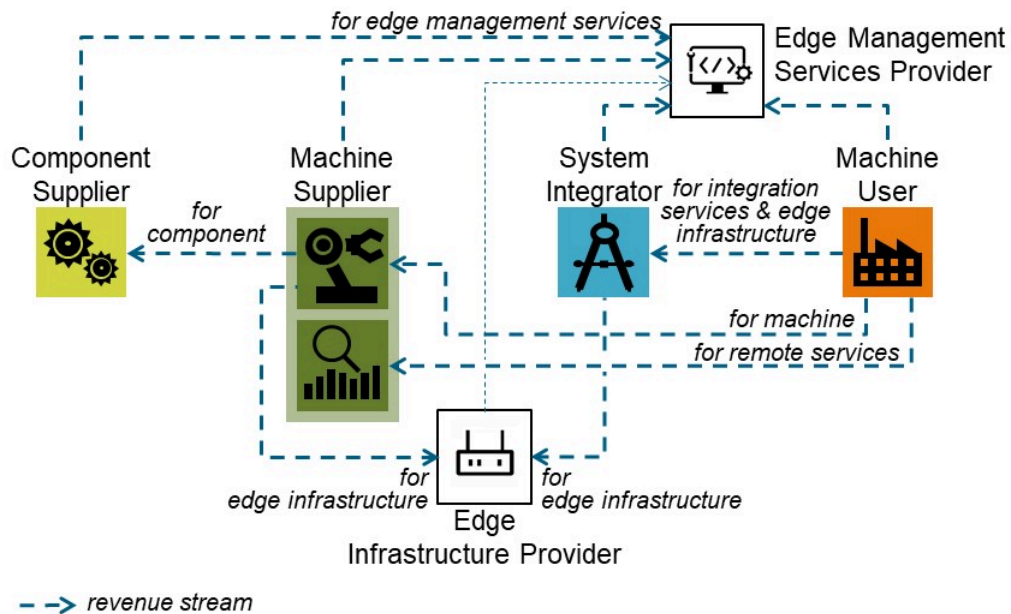 for edge management services
Edge Management
Services Provider
</>
Component
Supplier
Machine
Supplier
System
Integrator
Machine
User
for
component
for integration
services & edge
infrastructure
for machine
for remote services
for
edge infrastructure
for
edge infrastructure
Edge
Infrastructure Provider
revenue stream